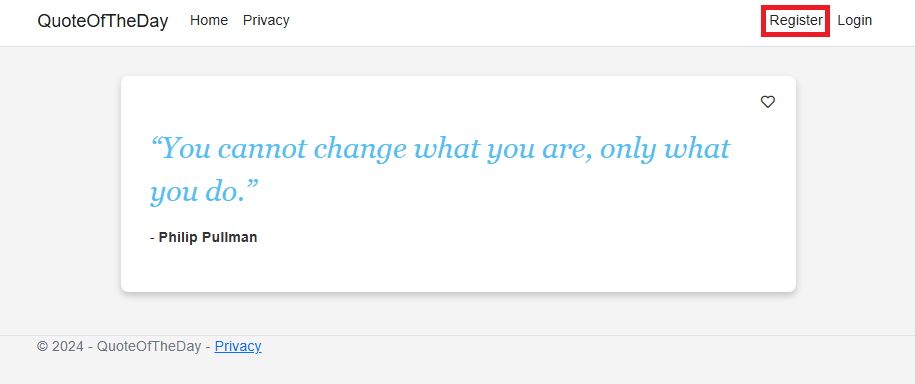 QuoteOfTheDay Home Privacy Register Login
“You cannot change what you are, only what
you do.”
- Philip Pullman
© 2024 - QuoteOfTheDay - Privacy